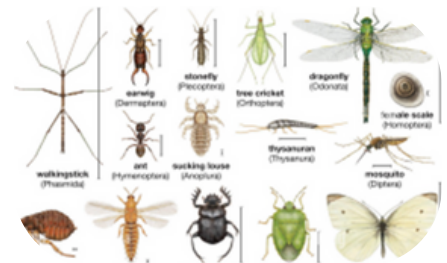 earwig
(Dermaptera)
stonefly
(Plecoptera)
tree cricket
(Orthoptera)
dragonfly
(Odonata)
female scale
(Homoptera)
walkingstick
(Phasmida)
ant
(Hymenoptera)
sucking louse
(Anoplura)
thysanuran
(Thysanura)
mosquito
(Diptera)